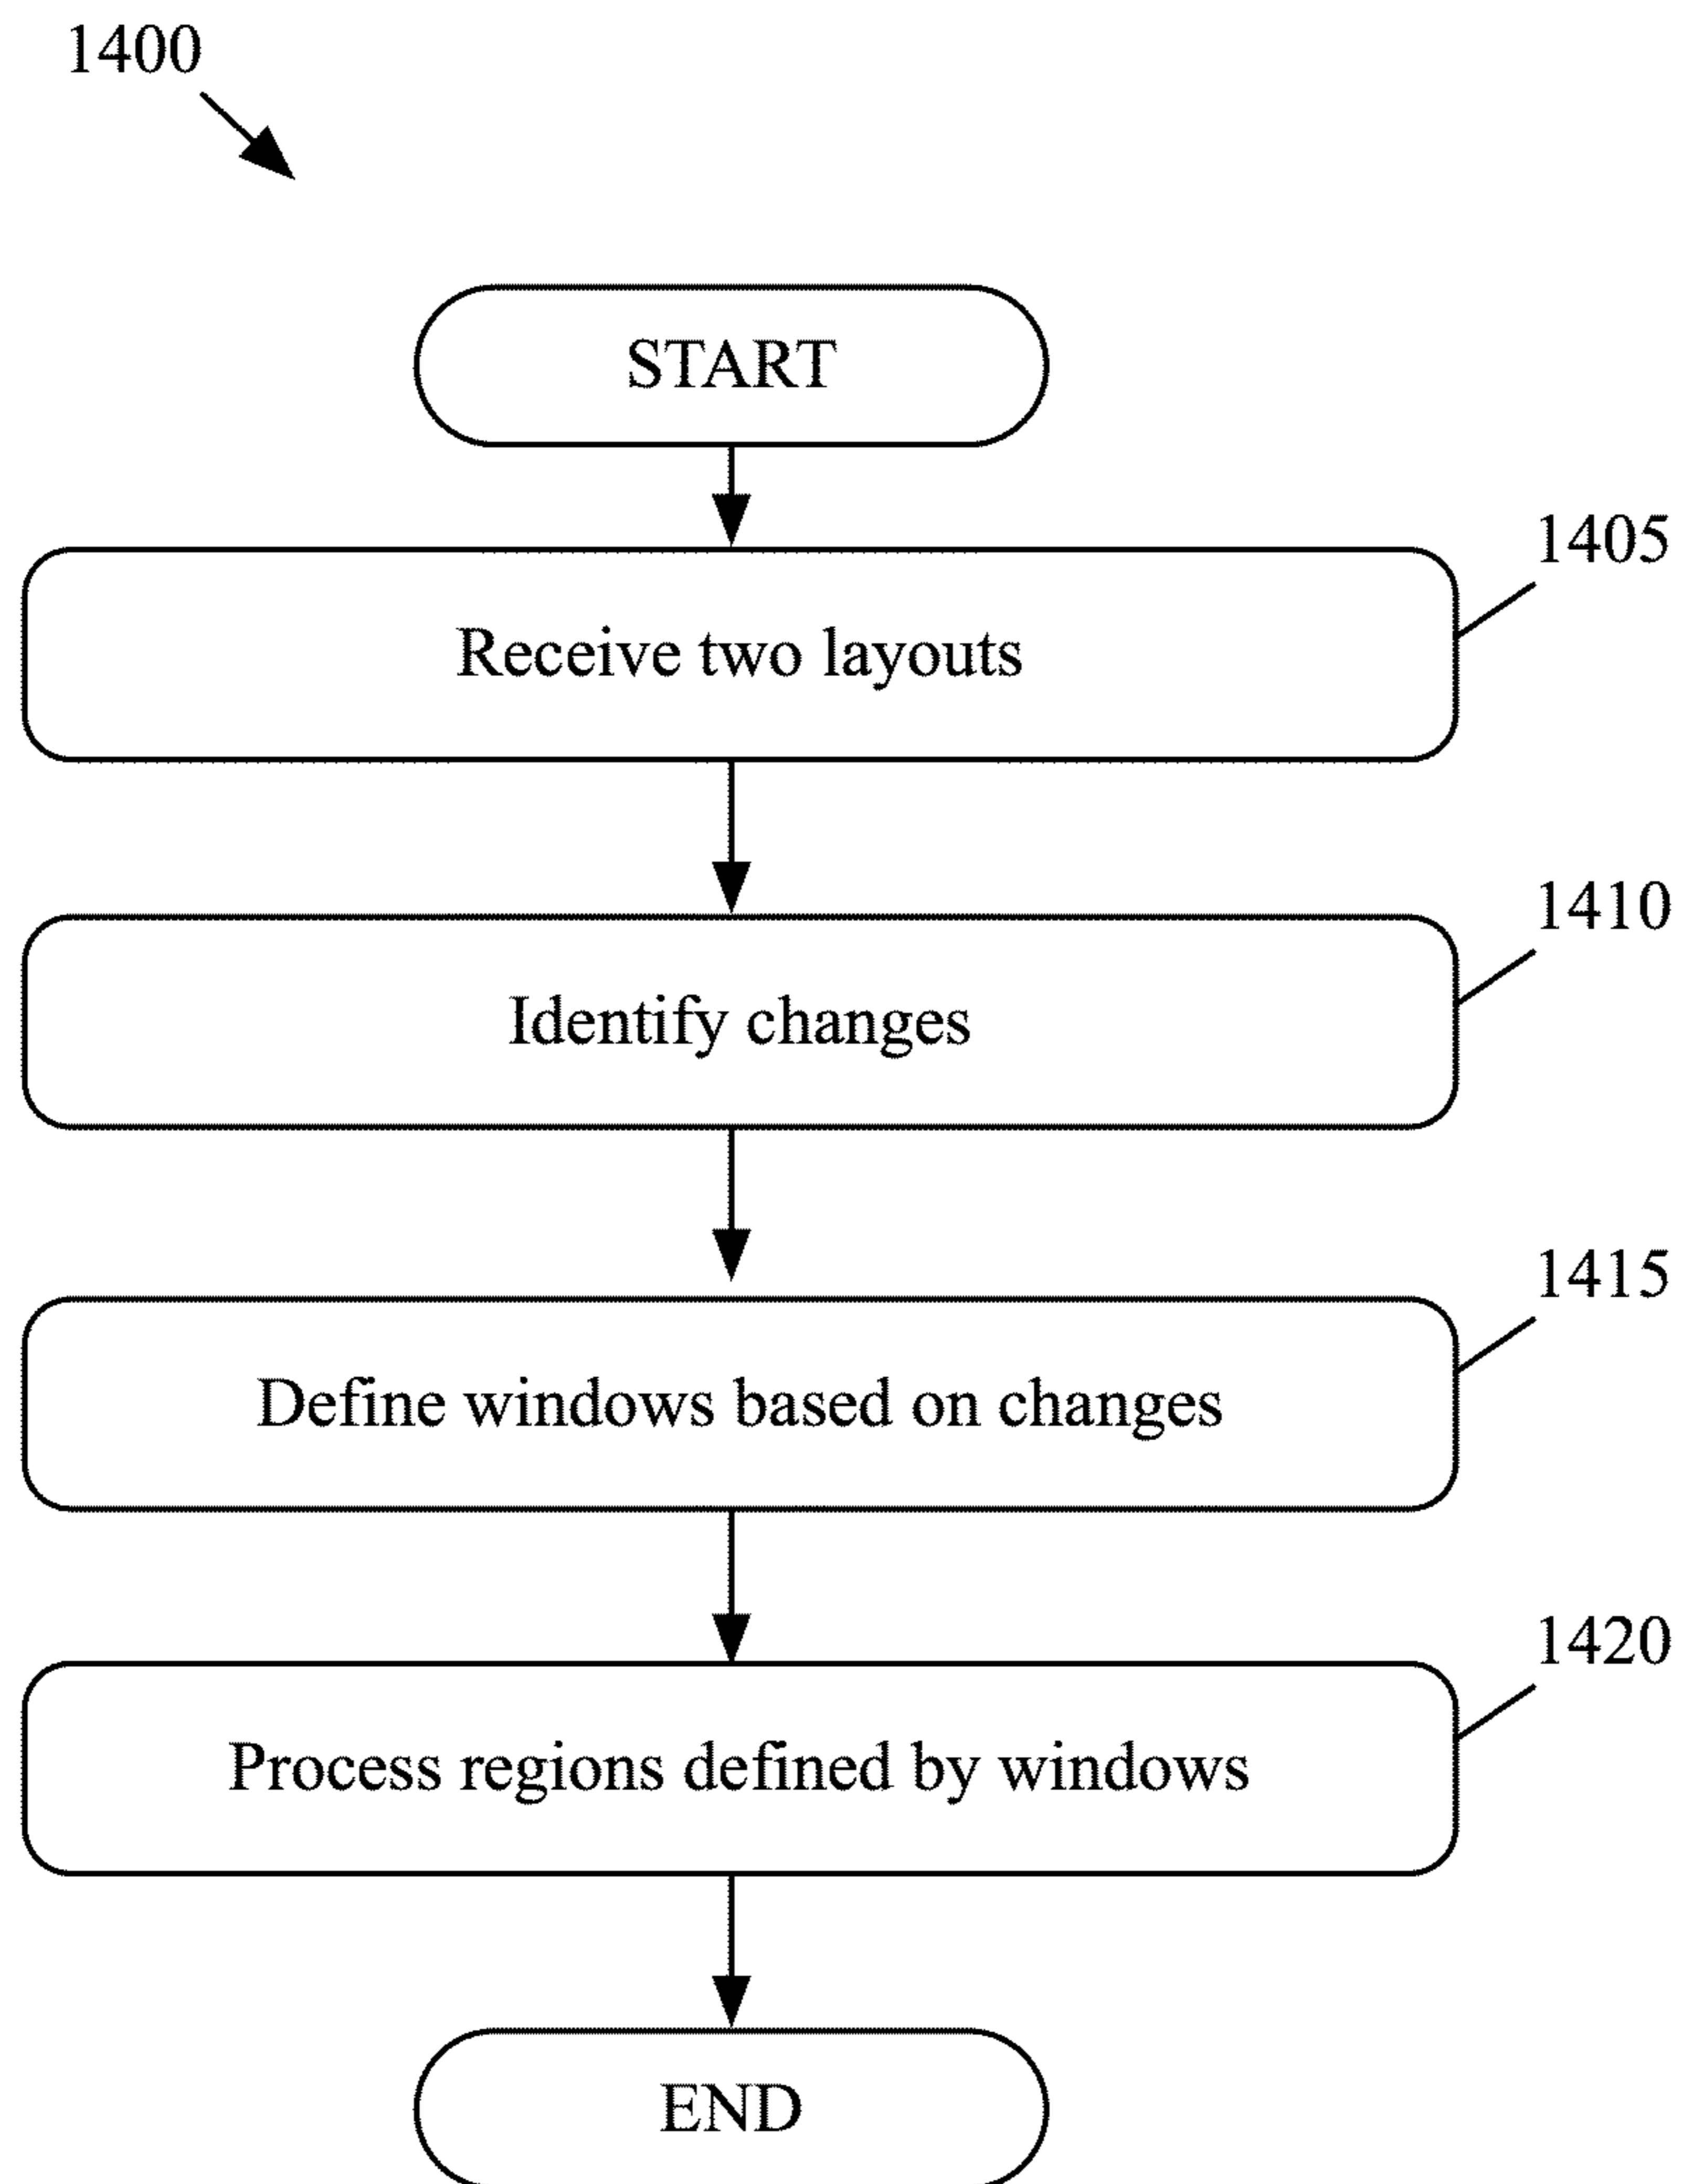 1400
START
1405
Receive two layouts
1410
Identify changes
1415
Define windows based on changes
1420
Process regions defined by windows
END